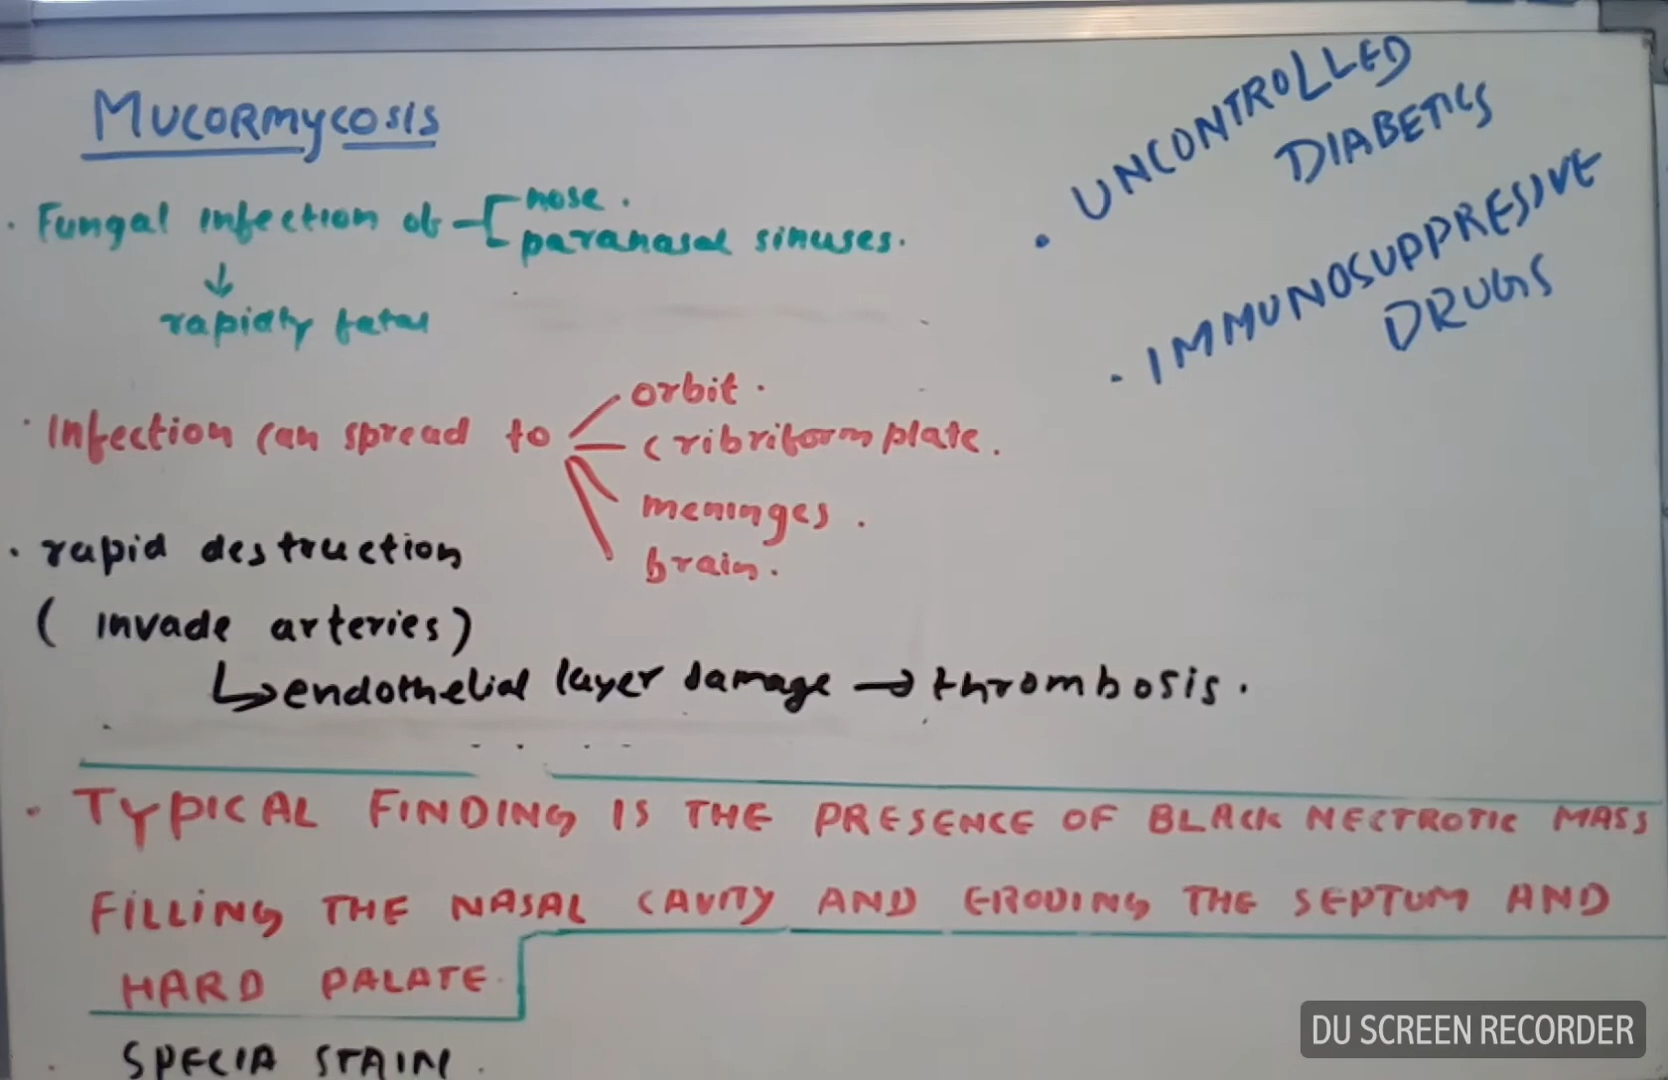 MUCORMYCOSIS
. Fungal infection of nose .
paranasal sinuses.
↓
rapidly fatal
. UNCONTROLLED
DIABETICS
. IMMUNOSUPPRESIVE
DRUGS
. Infection can spread to orbit .
cribriform plate .
meninges .
brain .
. rapid destruction
( invade arteries )
↳ endothelial layer damage → thrombosis .
. TYPICAL FINDING IS THE PRESENCE OF BLACK NECTROTIC MASS
FILLING THE NASAL CAVITY AND ERODING THE SEPTUM AND
HARD PALATE.
. SPECIA STAIN .
DU SCREEN RECORDER